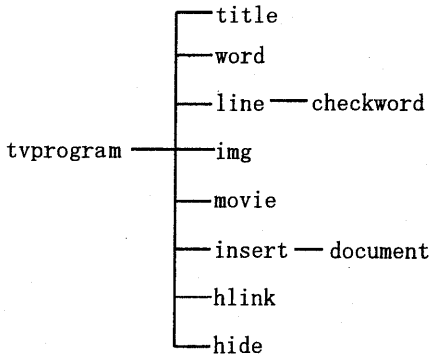 title
word
line checkword
tvprogram img
movie
insert document
hlink
hide